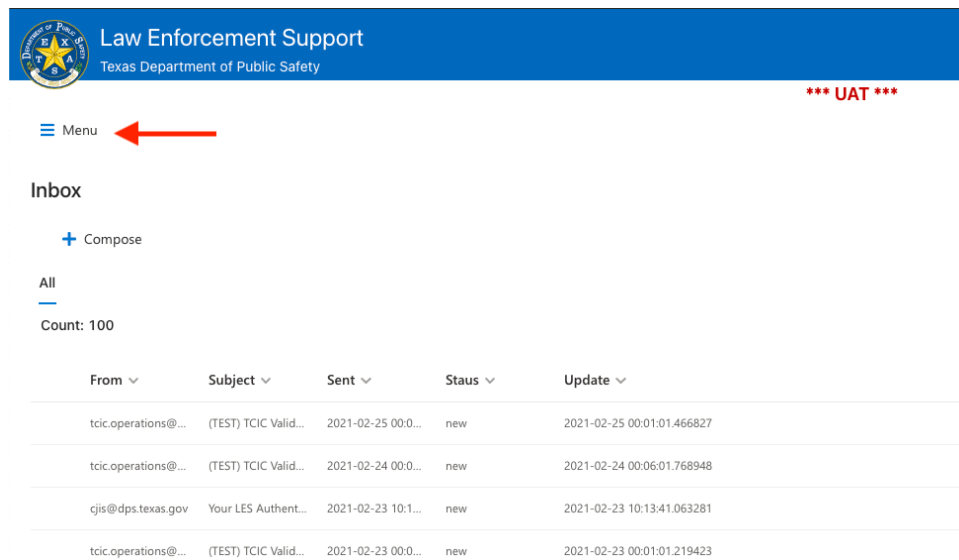 Law Enforcement Support
Texas Department of Public Safety
*** UAT ***
Menu
Inbox
Compose
All
Count: 100
From Subject Sent Staus Update
tcic.operations@... (TEST) TCIC Valid... 2021-02-25 00:0... new 2021-02-25 00:01:01.466827
tcic.operations@... (TEST) TCIC Valid... 2021-02-24 00:0... new 2021-02-24 00:06:01.768948
cjis@dps.texas.gov Your LES Authent... 2021-02-23 10:1... new 2021-02-23 10:13:41.063281
tcic.operations@... (TEST) TCIC Valid... 2021-02-23 00:0... new 2021-02-23 00:01:01.219423